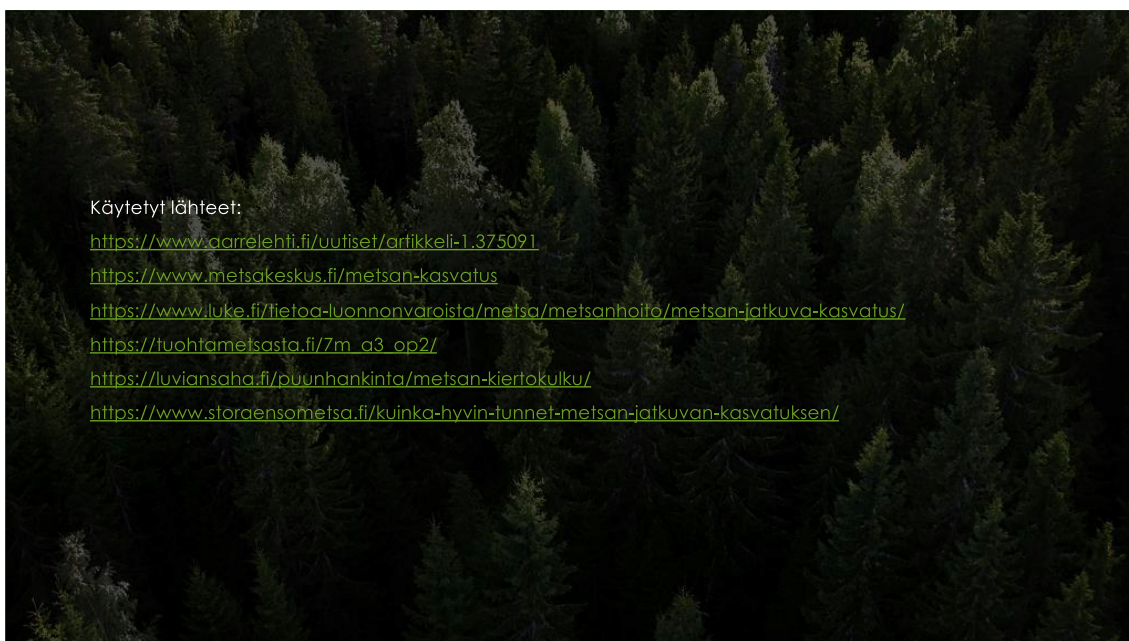 Käytetyt lähteet:
https://www.aarrelehti.fi/uutiset/artikkeli-1.375091
https://www.metsakeskus.fi/metsan-kasvatus
https://www.luke.fi/tietoa-luonnonvaroista/metsa/metsanhoito/metsan-jatkuva-kasvatus/
https://tuohtametsasta.fi/7m_a3_op2/
https://luviansaha.fi/puunhankinta/metsan-kiertokulku/
https://www.storaensometsa.fi/kuinka-hyvin-tunnet-metsan-jatkuvan-kasvatuksen/